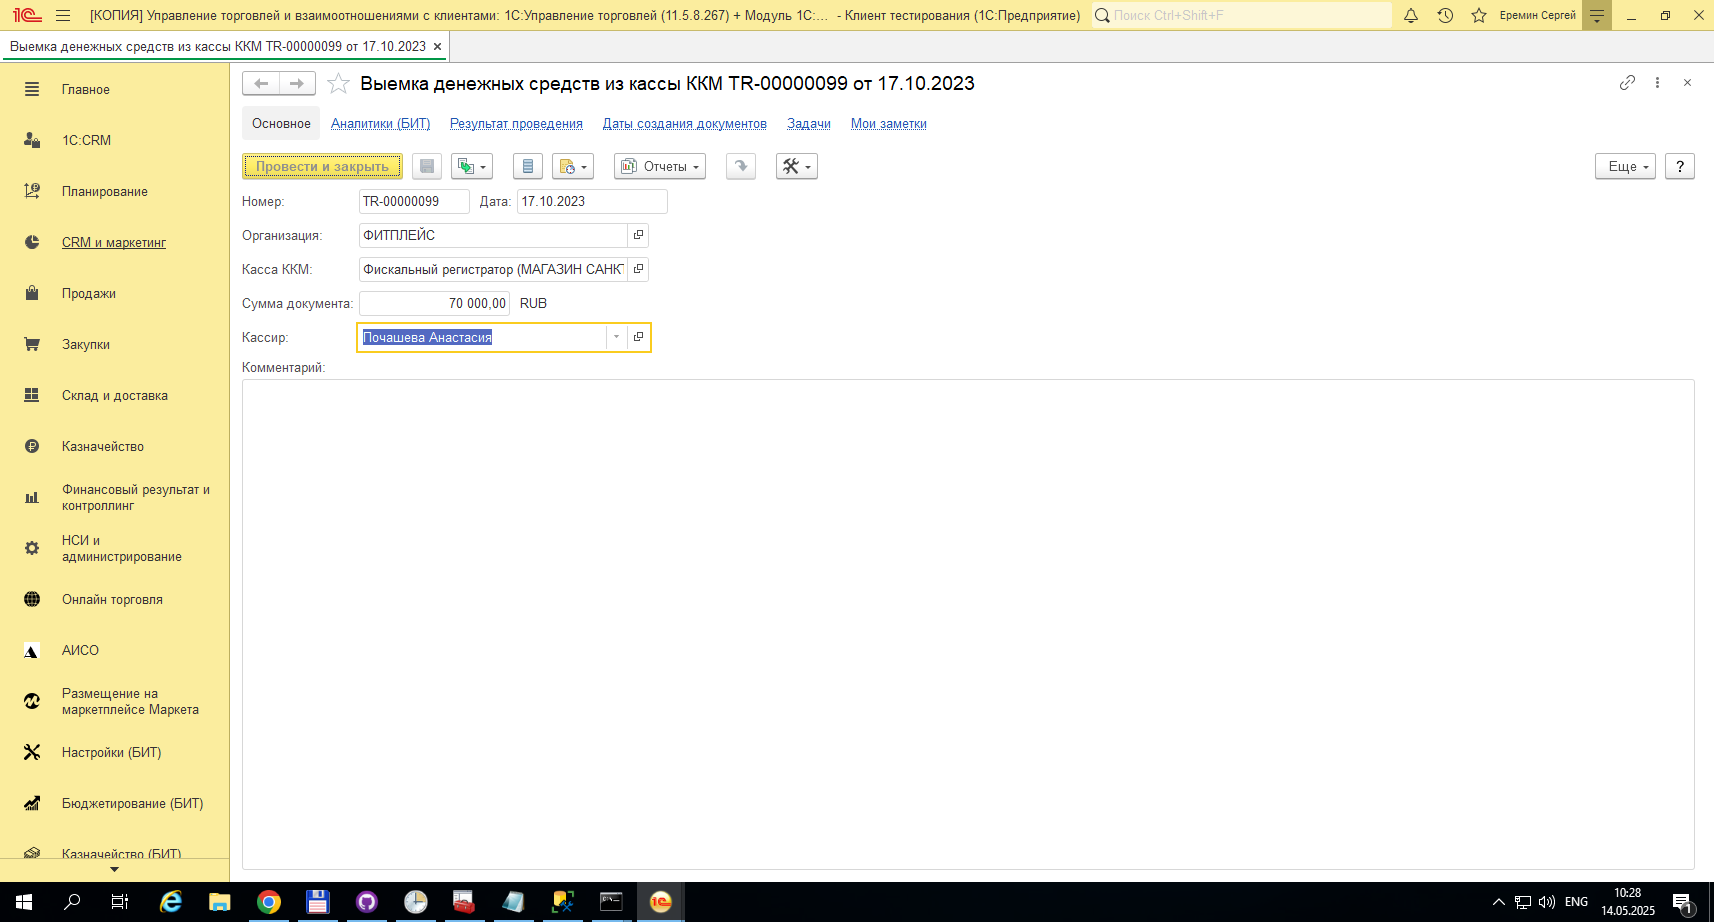 [КОПИЯ] Управление торговлей и взаимоотношениями с клиентами: 1С:Управление торговлей (11.5.8.267) + Модуль 1С:... - Клиент тестирования (1С:Предприятие)
Поиск Ctrl+Shift+F
Еремин Сергей
Выемка денежных средств из кассы ККМ TR-00000099 от 17.10.2023
Главное
1С:CRM
Планирование
CRM и маркетинг
Продажи
Закупки
Склад и доставка
Казначейство
Финансовый результат и
контроллинг
НСИ и
администрирование
Онлайн торговля
АИСО
Размещение на
маркетплейсе Маркета
Настройки (БИТ)
Бюджетирование (БИТ)
Казначейство (БИТ)
Выемка денежных средств из кассы ККМ TR-00000099 от 17.10.2023
Основное Аналитики (БИТ) Результат проведения Даты создания документов Задачи Мои заметки
Провести и закрыть Отчеты Еще ?
Номер: TR-00000099 Дата: 17.10.2023
Организация: ФИТПЛЕЙС
Касса ККМ: Фискальный регистратор (МАГАЗИН САНКТ
Сумма документа: 70 000,00 RUB
Кассир: Почашева Анастасия
Комментарий:
ENG
10:28
14.05.2025
1